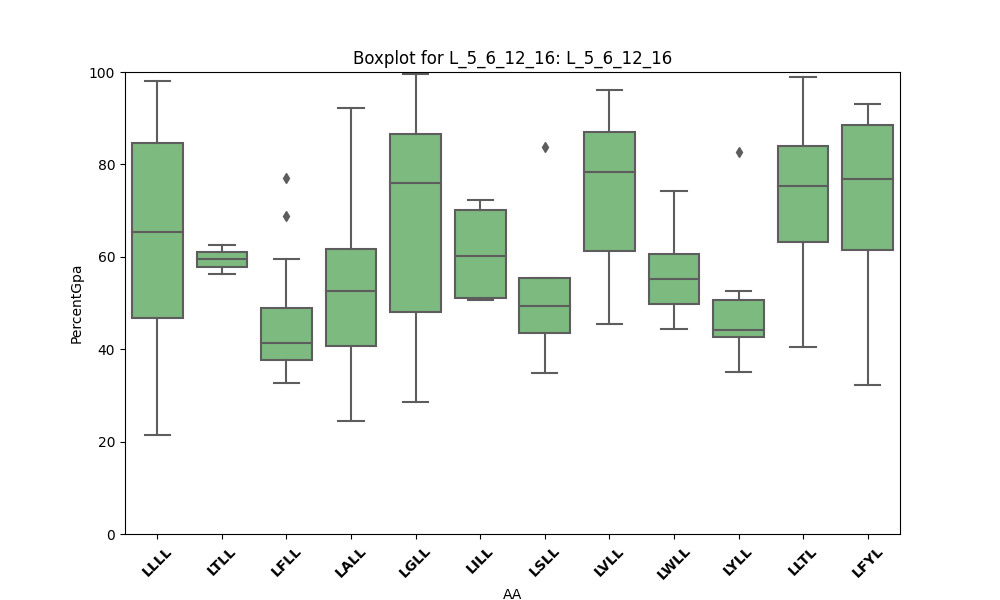 Boxplot for L_5_6_12_16: L_5_6_12_16
100
80
60
40
20
0
PercentGpa
LLLL LTLL LFLL LALL LGLL LILL LSLL LVLL LWLL LYLL LLTL LFYL
AA